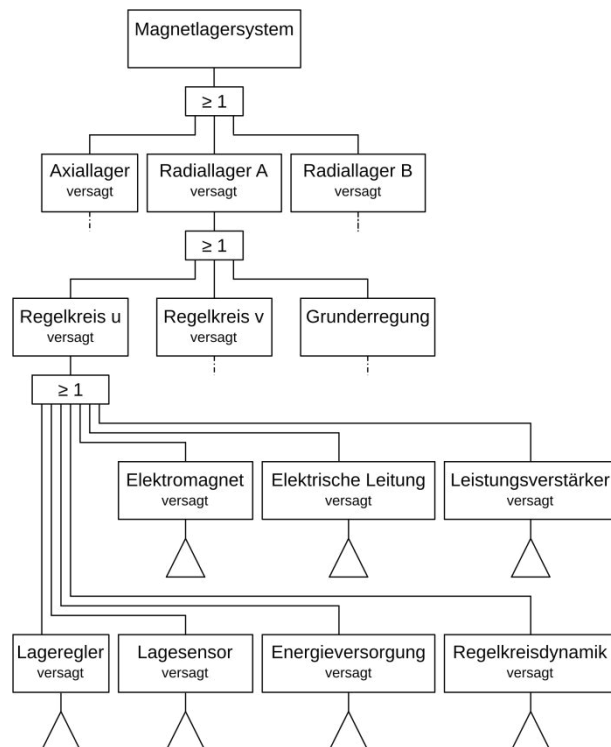 Magnetlagersystem
≥ 1
Axiallager
versagt
Radiallager A
versagt
Radiallager B
versagt
≥ 1
Regelkreis u
versagt
Regelkreis v
versagt
Grunderregung
≥ 1
Elektromagnet
versagt
Elektrische Leitung
versagt
Leistungsverstärker
versagt
Lageregler
versagt
Lagesensor
versagt
Energieversorgung
versagt
Regelkreisdynamik
versagt